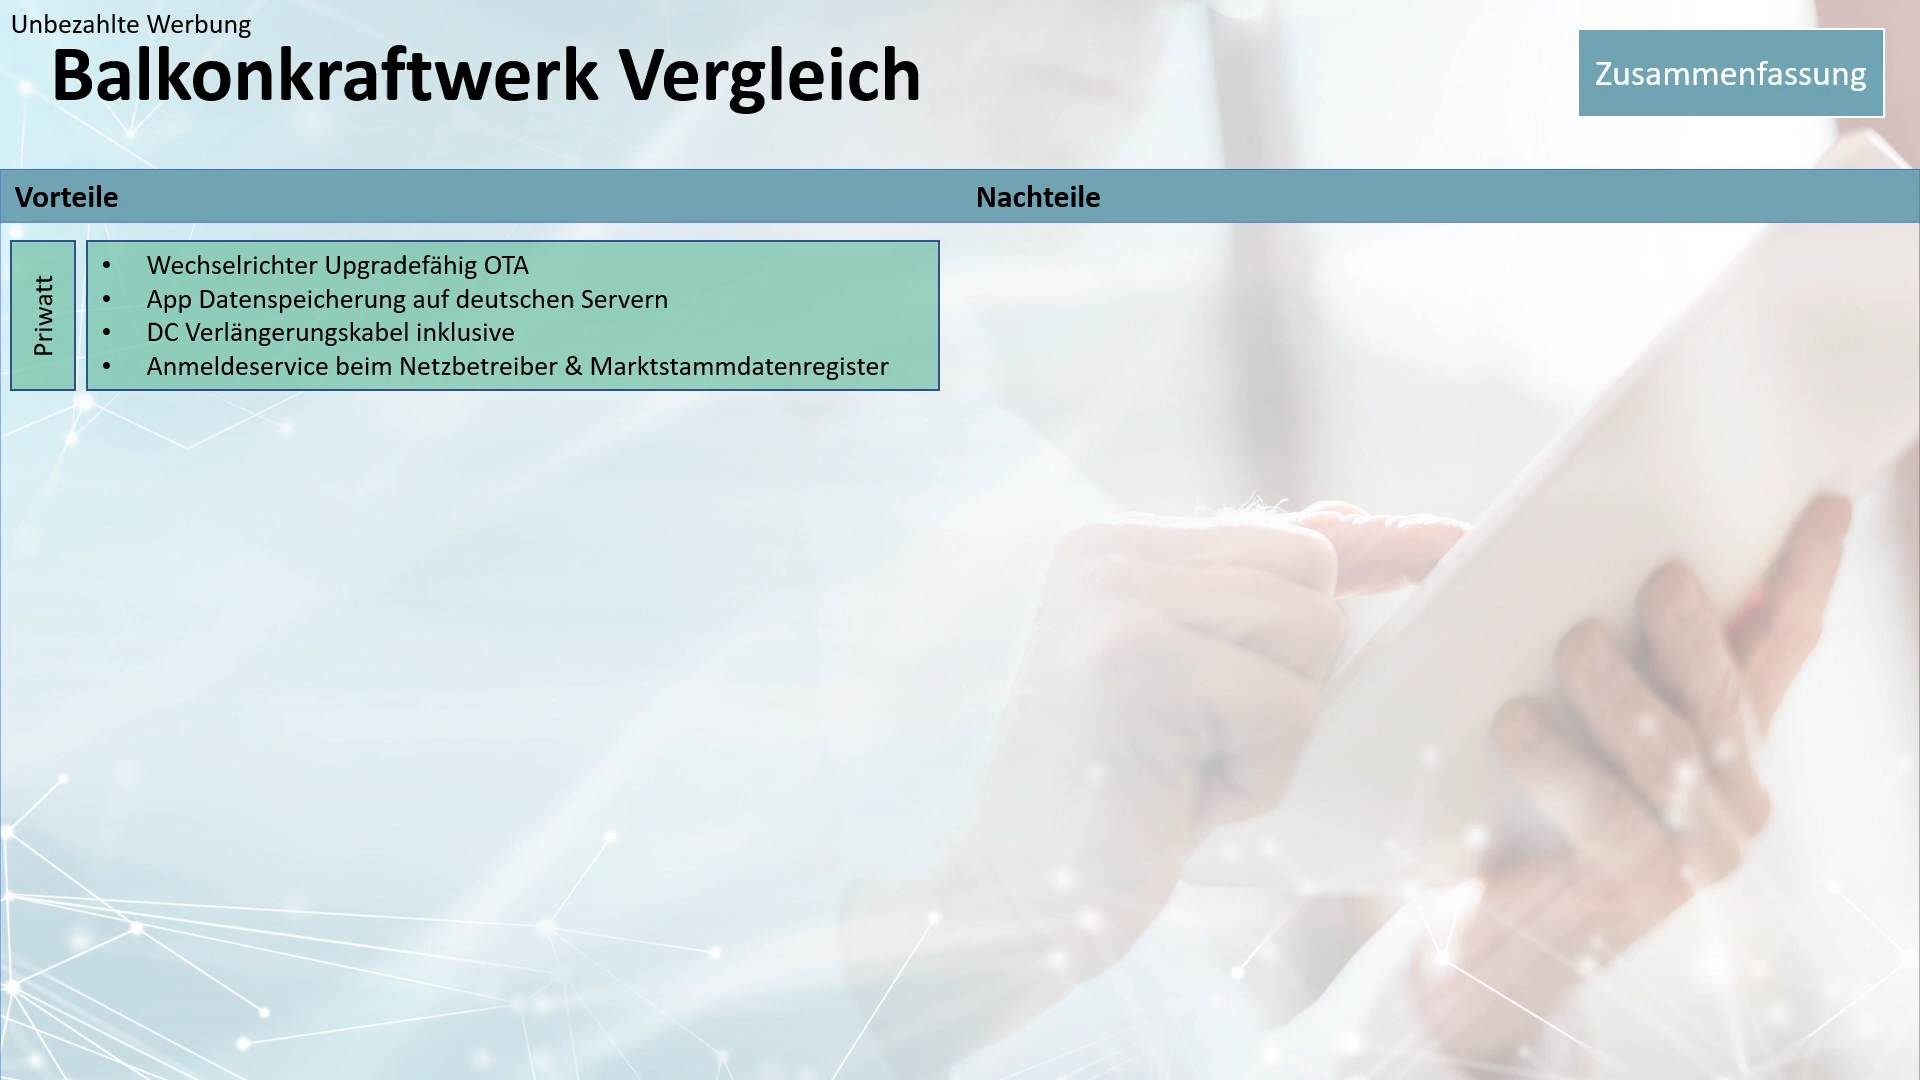 Unbezahlte Werbung
Balkonkraftwerk Vergleich
Zusammenfassung
Vorteile
Nachteile
Priwatt
• Wechselrichter Upgradefähig OTA
• App Datenspeicherung auf deutschen Servern
• DC Verlängerungskabel inklusive
• Anmeldeservice beim Netzbetreiber & Marktstammdatenregister